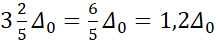 3 2/5 Δ₀ = 6/5 Δ₀ = 1,2Δ₀